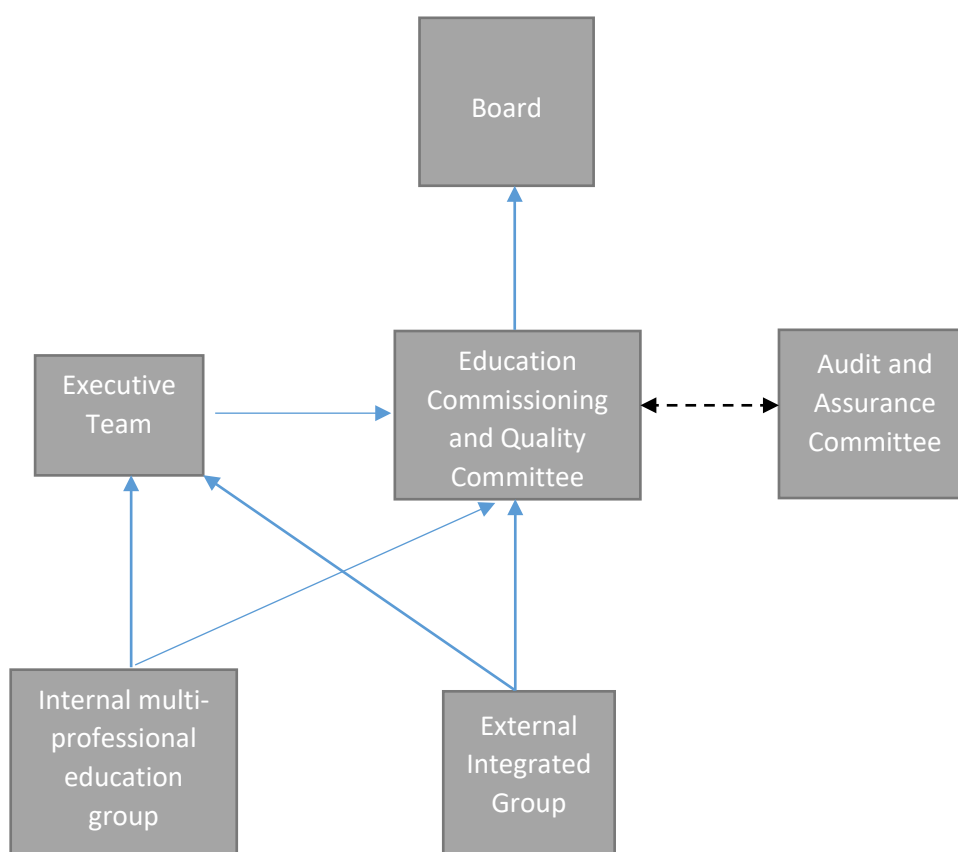 Board
Executive
Team
Education
Commissioning
and Quality
Committee
Audit and
Assurance
Committee
Internal multi-
professional
education
group
External
Integrated
Group